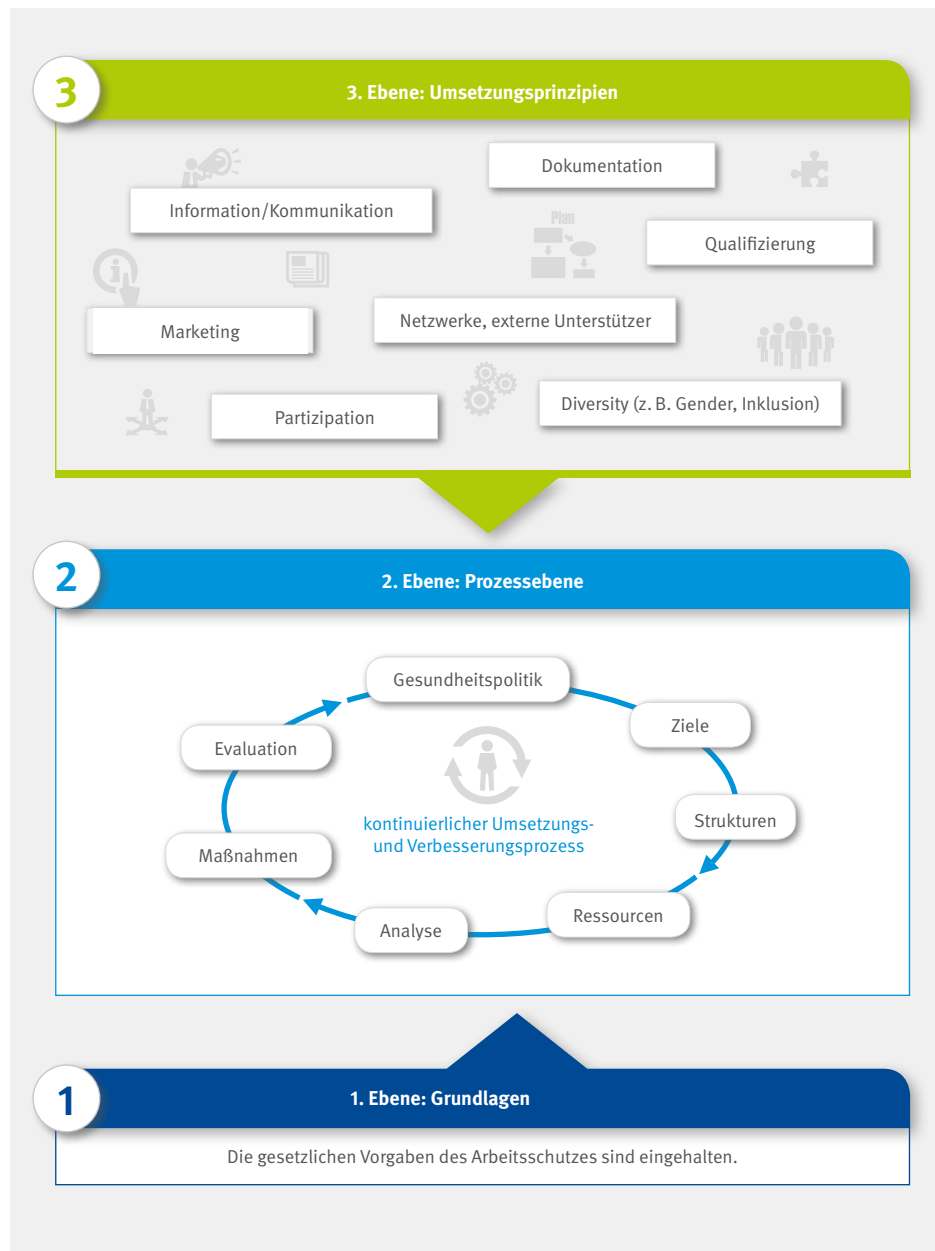 3
3. Ebene: Umsetzungsprinzipien
Dokumentation
Information/Kommunikation
Plan
Qualifizierung
Marketing
Netzwerke, externe Unterstützer
Partizipation
Diversity (z. B. Gender, Inklusion)
2
2. Ebene: Prozessebene
Gesundheitspolitik
Ziele
Strukturen
Ressourcen
Analyse
Maßnahmen
Evaluation
kontinuierlicher Umsetzungs-
und Verbesserungsprozess
1
1. Ebene: Grundlagen
Die gesetzlichen Vorgaben des Arbeitsschutzes sind eingehalten.